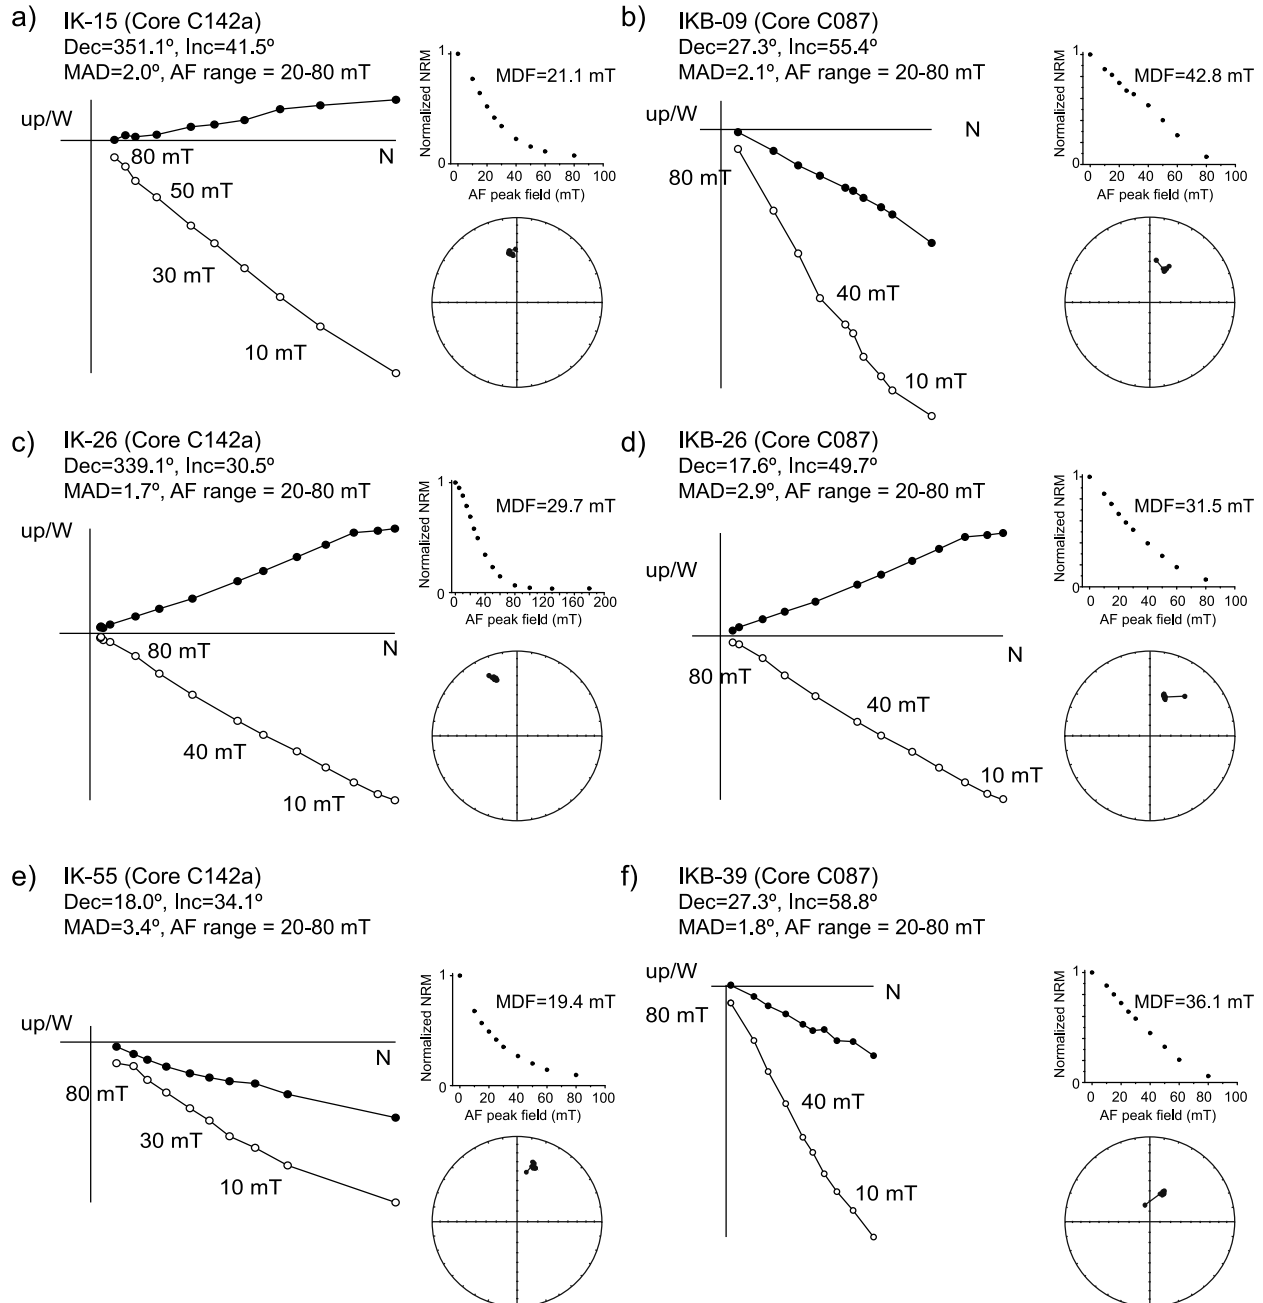 a) IK-15 (Core C142a)
Dec=351.1º, Inc=41.5º
MAD=2.0º, AF range = 20-80 mT
up/W
N
80 mT
50 mT
30 mT
10 mT
Normalized NRM
1
0
MDF=21.1 mT
0 20 40 60 80 100
AF peak field (mT)
b) IKB-09 (Core C087)
Dec=27.3º, Inc=55.4º
MAD=2.1º, AF range = 20-80 mT
up/W
N
80 mT
40 mT
10 mT
Normalized NRM
1
0
MDF=42.8 mT
0 20 40 60 80 100
AF peak field (mT)
c) IK-26 (Core C142a)
Dec=339.1º, Inc=30.5º
MAD=1.7º, AF range = 20-80 mT
up/W
N
80 mT
40 mT
10 mT
Normalized NRM
1
0
MDF=29.7 mT
0 40 80 120 160 200
AF peak field (mT)
d) IKB-26 (Core C087)
Dec=17.6º, Inc=49.7º
MAD=2.9º, AF range = 20-80 mT
up/W
N
80 mT
40 mT
10 mT
Normalized NRM
1
0
MDF=31.5 mT
0 20 40 60 80 100
AF peak field (mT)
e) IK-55 (Core C142a)
Dec=18.0º, Inc=34.1º
MAD=3.4º, AF range = 20-80 mT
up/W
N
80 mT
30 mT
10 mT
Normalized NRM
1
0
MDF=19.4 mT
0 20 40 60 80 100
AF peak field (mT)
f) IKB-39 (Core C087)
Dec=27.3º, Inc=58.8º
MAD=1.8º, AF range = 20-80 mT
up/W
N
80 mT
40 mT
10 mT
Normalized NRM
1
0
MDF=36.1 mT
0 20 40 60 80 100
AF peak field (mT)